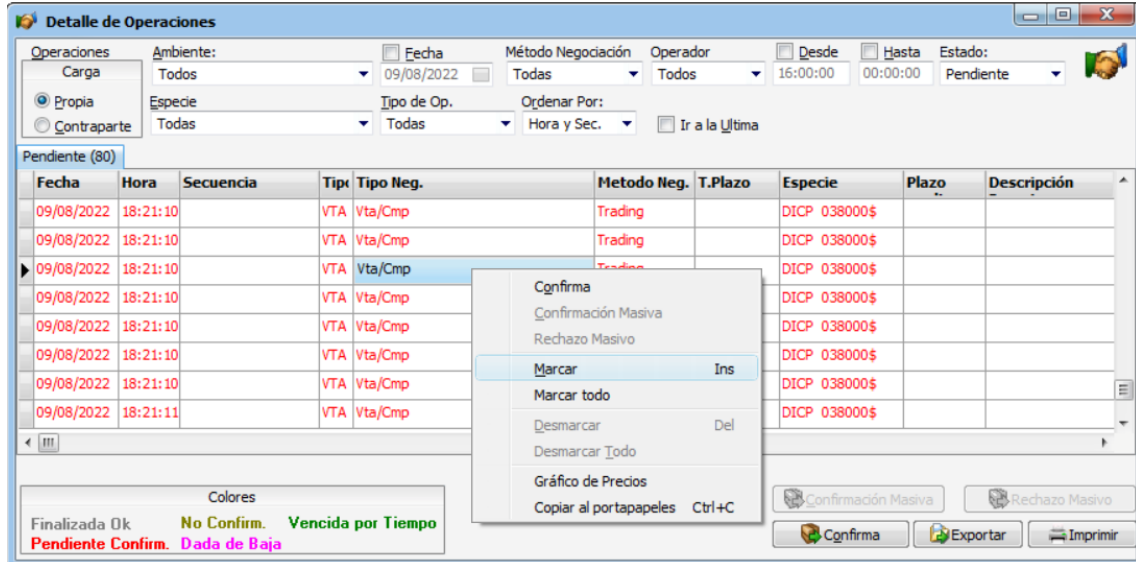 Detalle de Operaciones
Operaciones Ambiente: Fecha Método Negociación Operador Desde Hasta Estado:
Carga Todos 09/08/2022 Todas Todos 16:00:00 00:00:00 Pendiente
Propia Especie Tipo de Op. Ordenar Por:
Contraparte Todas Todas Hora y Sec. Ir a la Ultima
Pendiente (80)
Fecha Hora Secuencia Tipo Tipo Neg. Metodo Neg. T.Plazo Especie Plazo Descripción
09/08/2022 18:21:10 VTA Vta/Cmp Trading DICP 038000$
09/08/2022 18:21:10 VTA Vta/Cmp Trading DICP 038000$
09/08/2022 18:21:10 VTA Vta/Cmp Trading DICP 038000$
09/08/2022 18:21:10 VTA Vta/Cmp DICP 038000$
09/08/2022 18:21:10 VTA Vta/Cmp DICP 038000$
09/08/2022 18:21:10 VTA Vta/Cmp DICP 038000$
09/08/2022 18:21:10 VTA Vta/Cmp DICP 038000$
09/08/2022 18:21:11 VTA Vta/Cmp DICP 038000$
Confirma
Confirmación Masiva
Rechazo Masivo
Marcar Ins
Marcar todo
Desmarcar Del
Desmarcar Todo
Gráfico de Precios
Copiar al portapapeles Ctrl+C
Colores
Finalizada Ok No Confirm. Vencida por Tiempo
Pendiente Confirm. Dada de Baja
Confirmación Masiva Rechazo Masivo
Confirma Exportar Imprimir